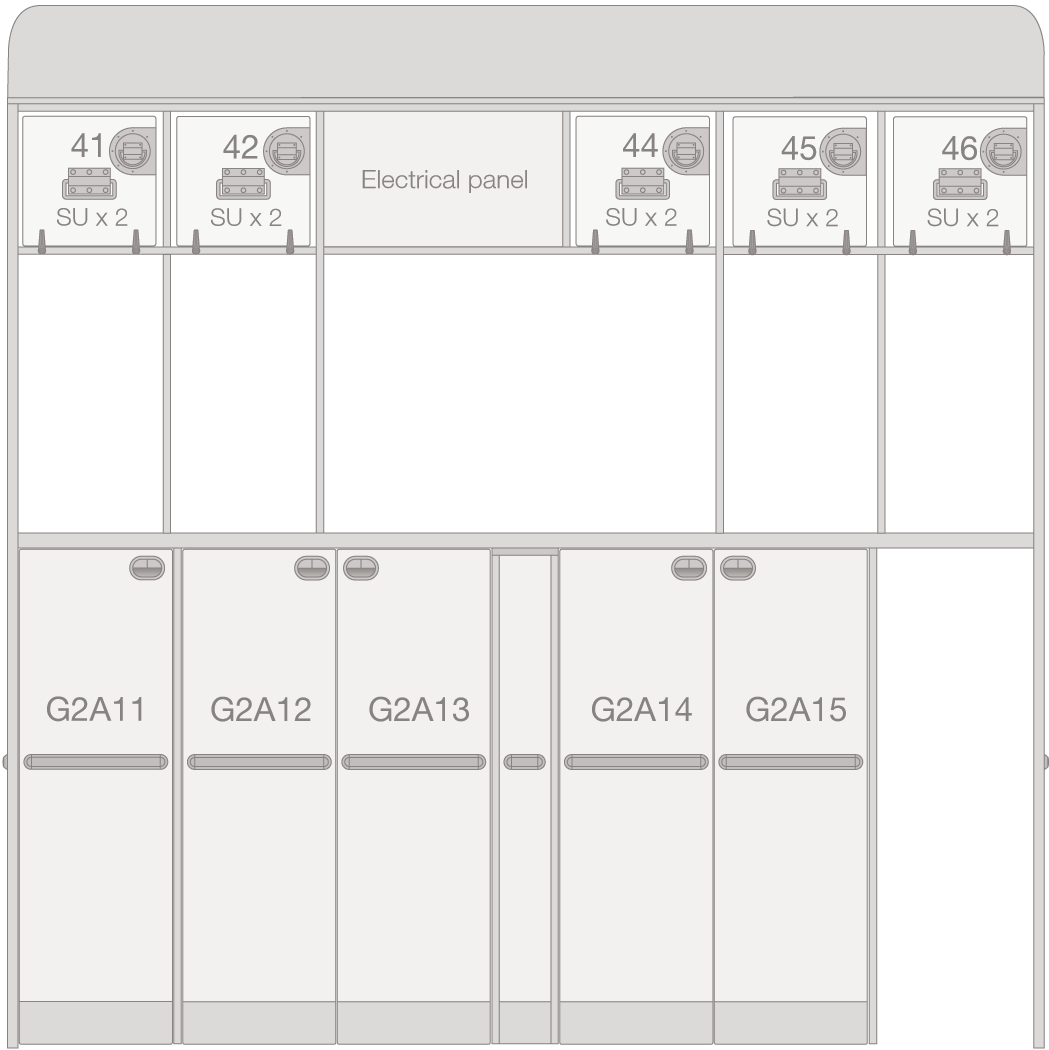 41
SU x 2
42
SU x 2
Electrical panel
44
SU x 2
45
SU x 2
46
SU x 2
G2A11
G2A12
G2A13
G2A14
G2A15